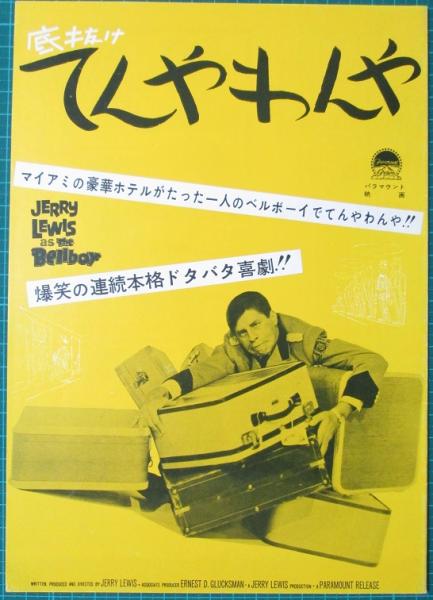 底抜け
てんやわんや
マイアミの豪華ホテルがたった一人のベルボーイでてんやわんや!!
Paramount
パラマウント
映画
JERRY
LEWIS
as The
Bellboy
爆笑の連続本格ドタバタ喜劇!!
WRITTEN, PRODUCED AND DIRECTED BY JERRY LEWIS • ASSOCIATE PRODUCER ERNEST D. GLUCKSMAN • A JERRY LEWIS PRODUCTION • A PARAMOUNT RELEASE